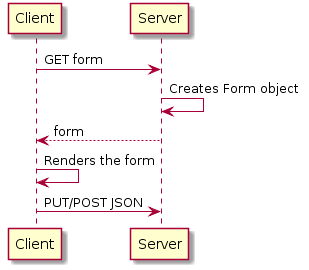 Client
Server
GET form
Creates Form object
form
Renders the form
PUT/POST JSON
Client
Server